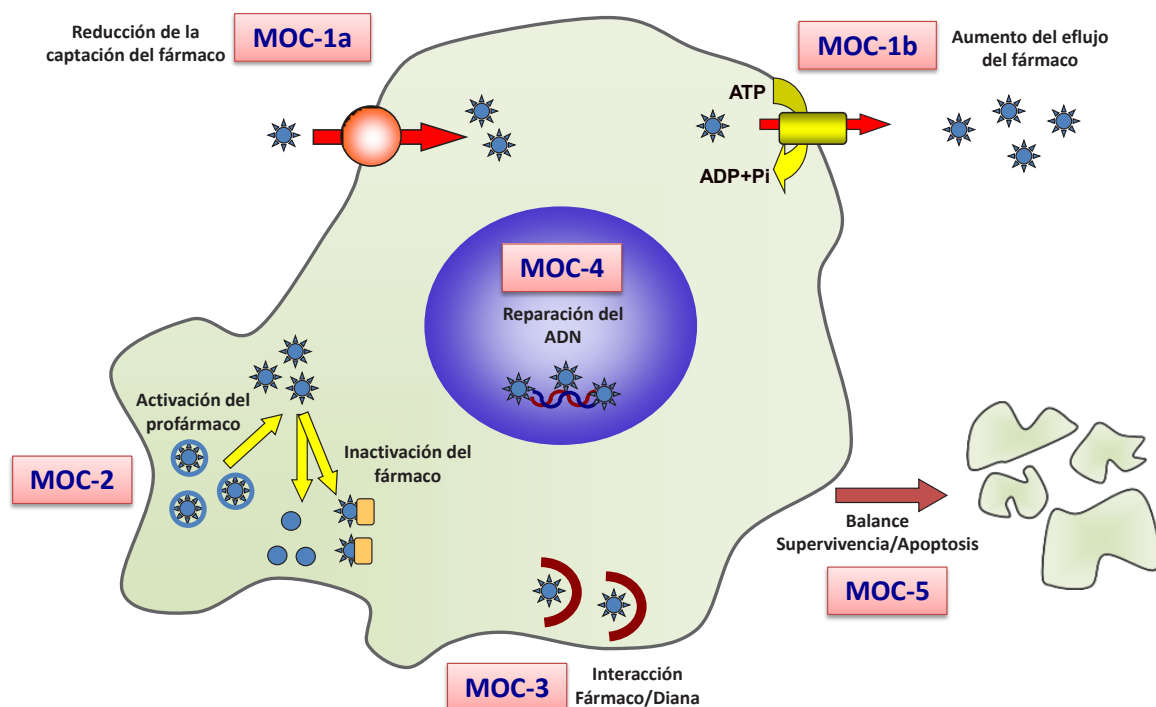 Reducción de la
captación del fármaco
MOC-1a
MOC-1b
Aumento del eflujo
del fármaco
ATP
ADP+Pi
MOC-4
Reparación del
ADN
Activación del
profármaco
MOC-2
Inactivación del
fármaco
Balance
Supervivencia/Apoptosis
MOC-5
MOC-3
Interacción
Fármaco/Diana